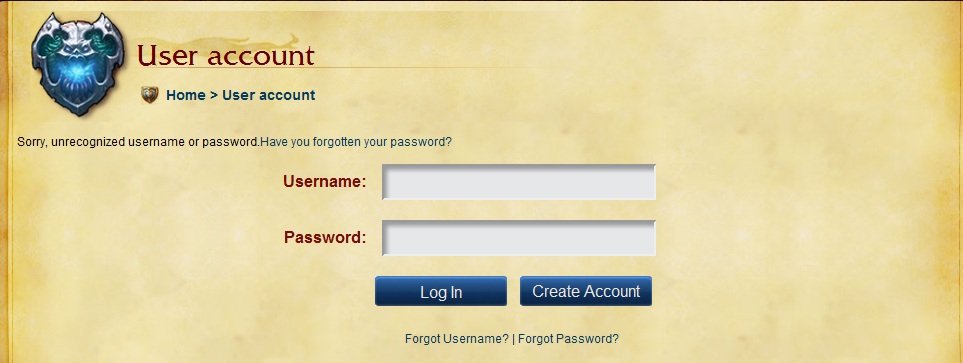 User account
Home > User account
Sorry, unrecognized username or password.Have you forgotten your password?
Username:
Password:
Log In
Create Account
Forgot Username? | Forgot Password?